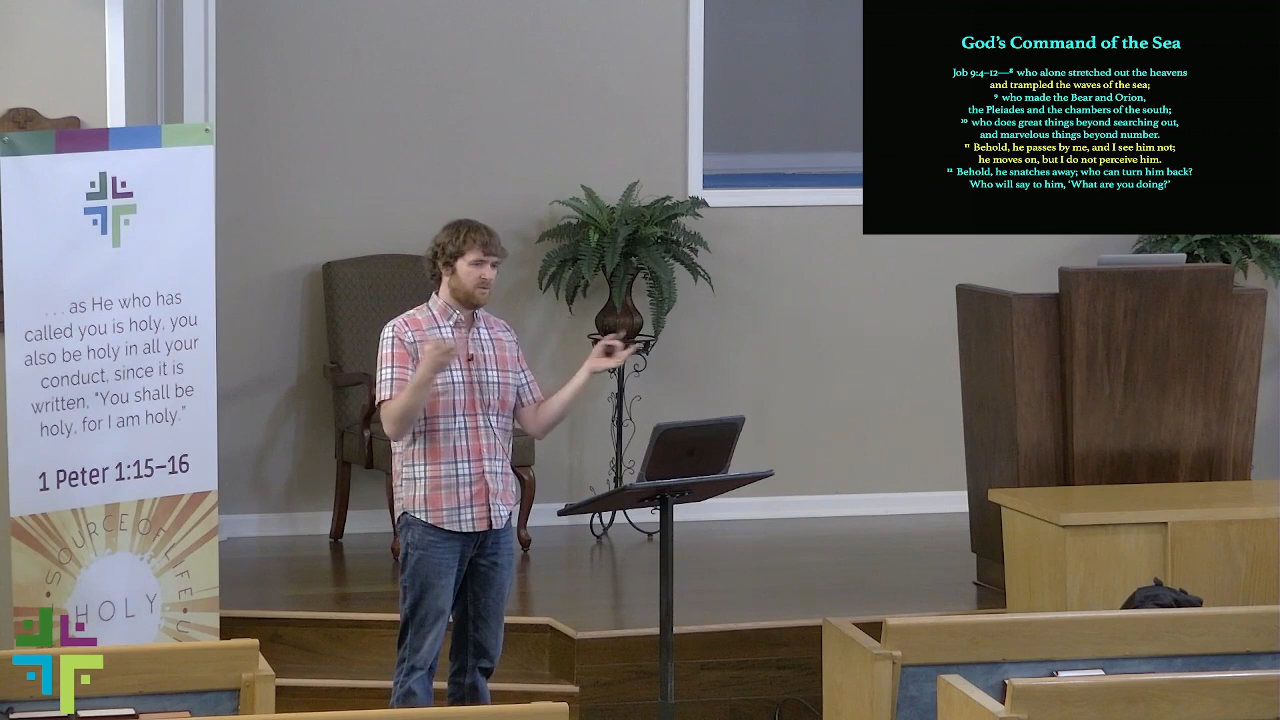 . . . as He who has
called you is holy, you
also be holy in all your
conduct, since it is
written, "You shall be
holy, for I am holy."
1 Peter 1:15–16
• SOURCE OF LIFE • U
HOLY
God's Command of the Sea
Job 9:4–12—⁸ who alone stretched out the heavens
and trampled the waves of the sea;
⁹ who made the Bear and Orion,
the Pleiades and the chambers of the south;
¹⁰ who does great things beyond searching out,
and marvelous things beyond number.
¹¹ Behold, he passes by me, and I see him not;
he moves on, but I do not perceive him.
¹² Behold, he snatches away; who can turn him back?
Who will say to him, 'What are you doing?'